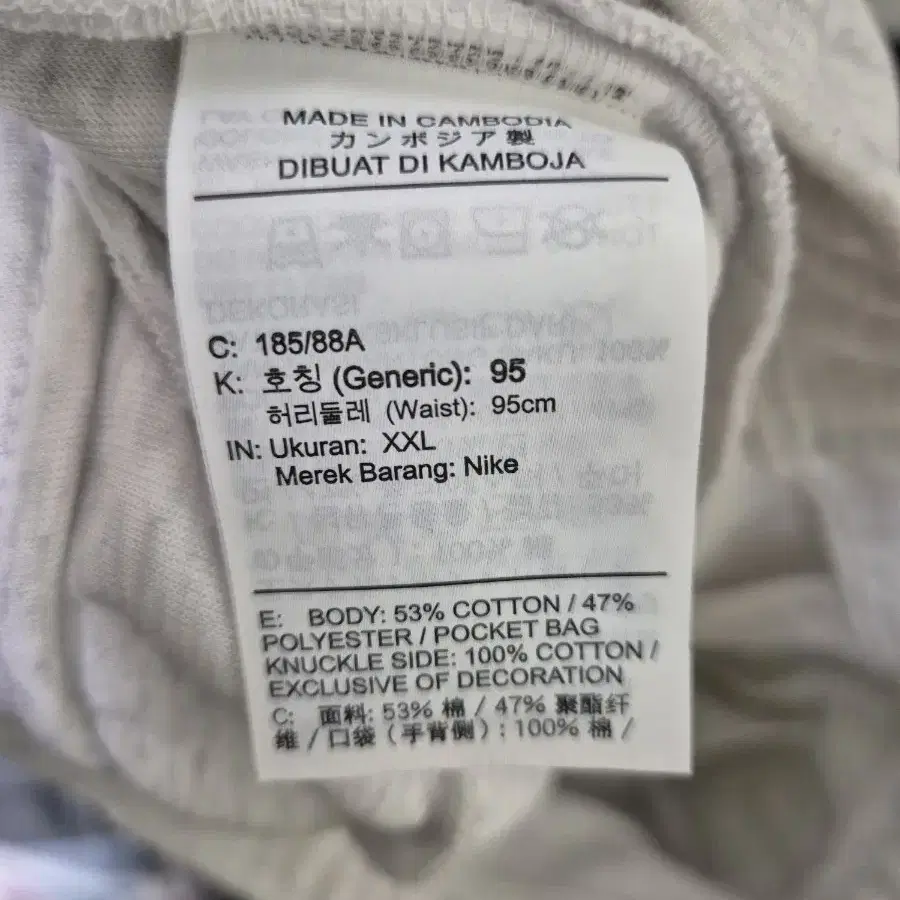 MADE IN CAMBODIA
カンボジア製
DIBUAT DI KAMBOJA
C: 185/88A
K: 호칭 (Generic): 95
허리둘레 (Waist): 95cm
IN: Ukuran: XXL
Merek Barang: Nike
E: BODY: 53% COTTON / 47%
POLYESTER / POCKET BAG
KNUCKLE SIDE: 100% COTTON /
EXCLUSIVE OF DECORATION
C: 面料: 53% 棉 / 47% 聚酯纤
维 / 口袋 (手背侧) : 100% 棉 /